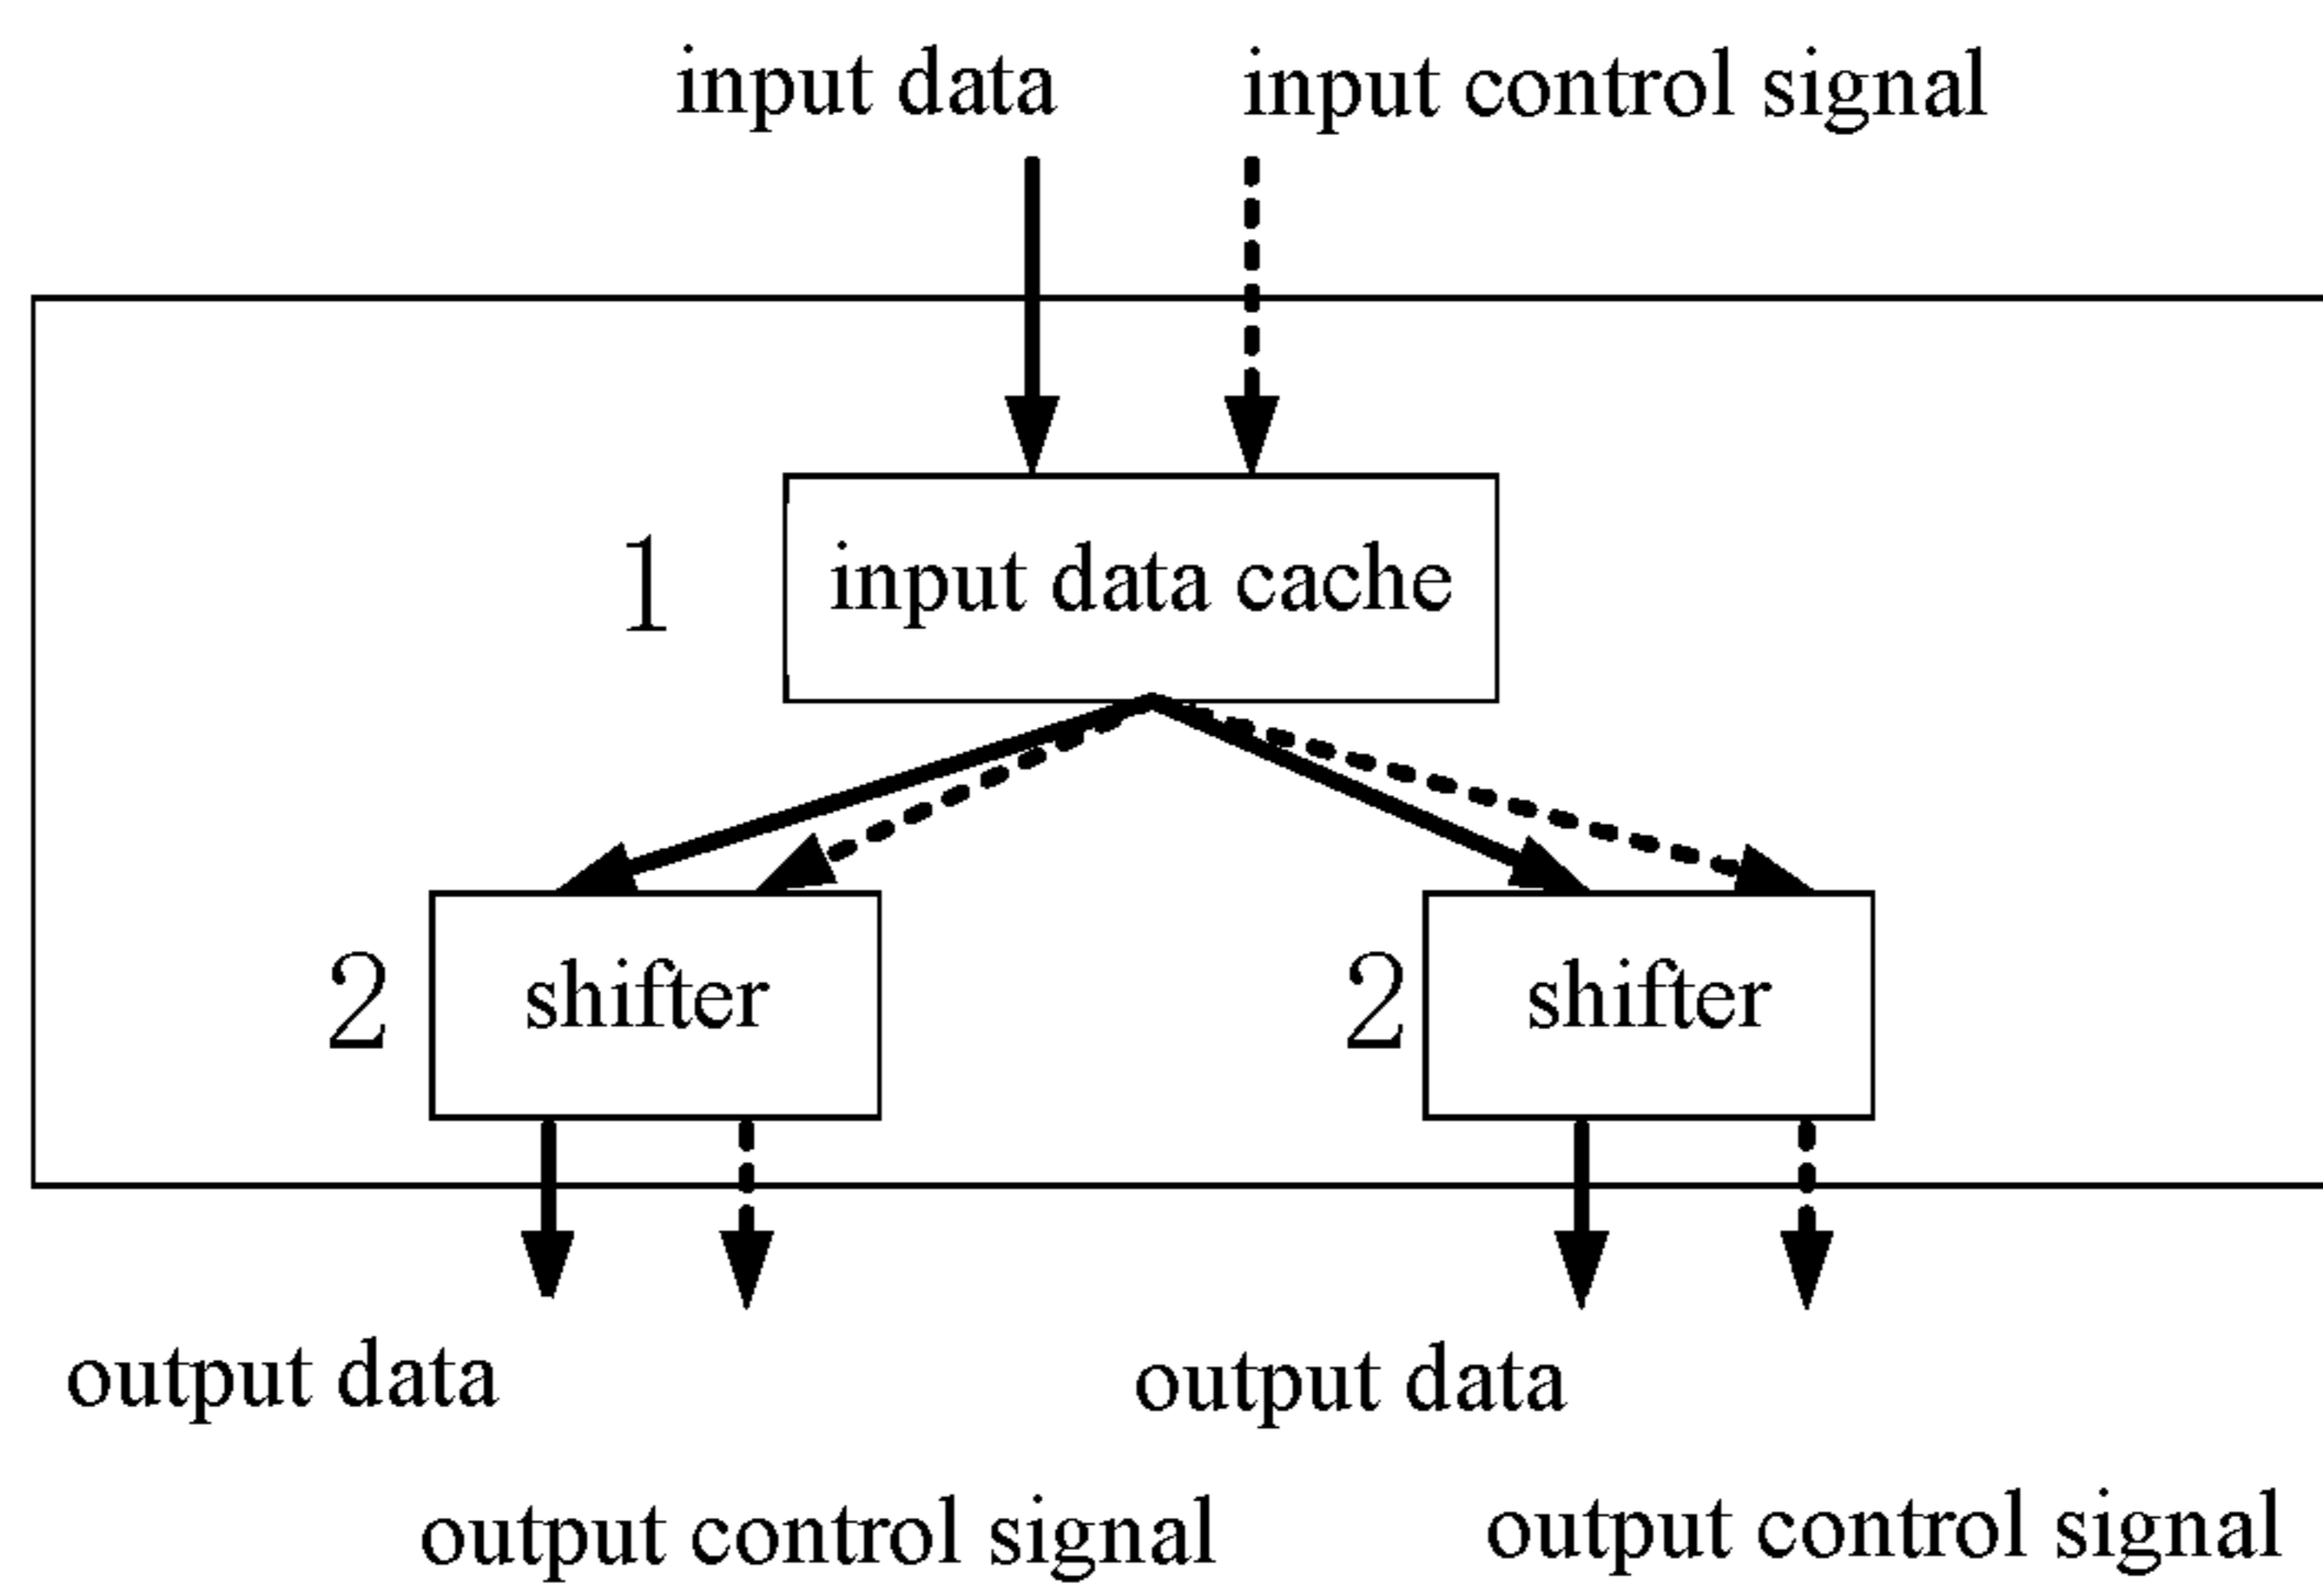 input data
input control signal
1
input data cache
2
shifter
2
shifter
output data
output data
output control signal
output control signal